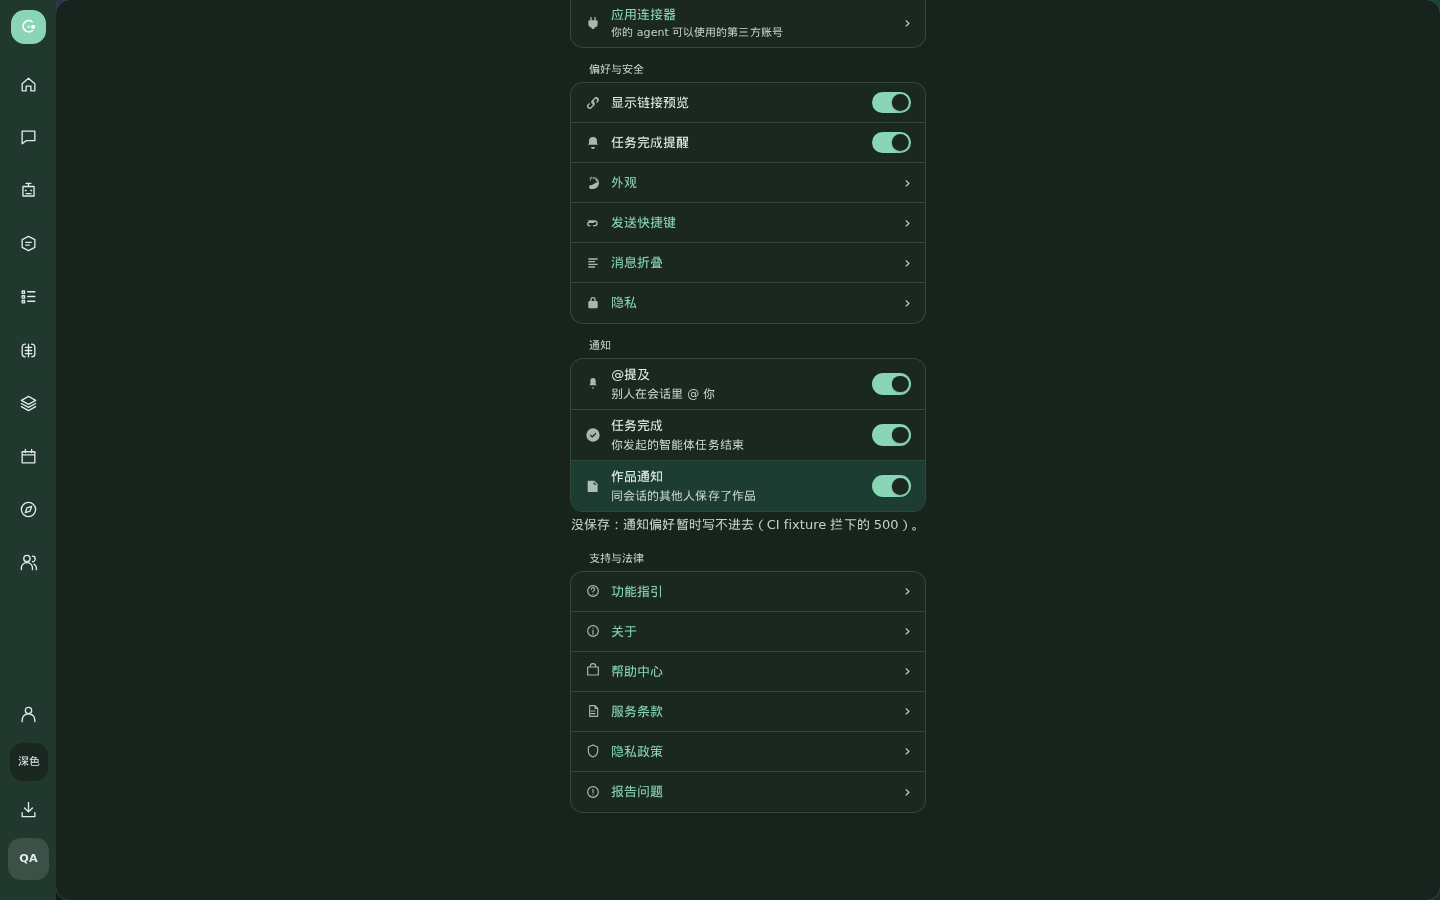 应用连接器
你的 agent 可以使用的第三方账号
偏好与安全
显示链接预览
任务完成提醒
外观
发送快捷键
消息折叠
隐私
通知
@提及
别人在会话里 @ 你
任务完成
你发起的智能体任务结束
作品通知
同会话的其他人保存了作品
没保存：通知偏好暂时写不进去（CI fixture 拦下的 500）。
支持与法律
功能指引
关于
帮助中心
服务条款
隐私政策
报告问题
深色
QA